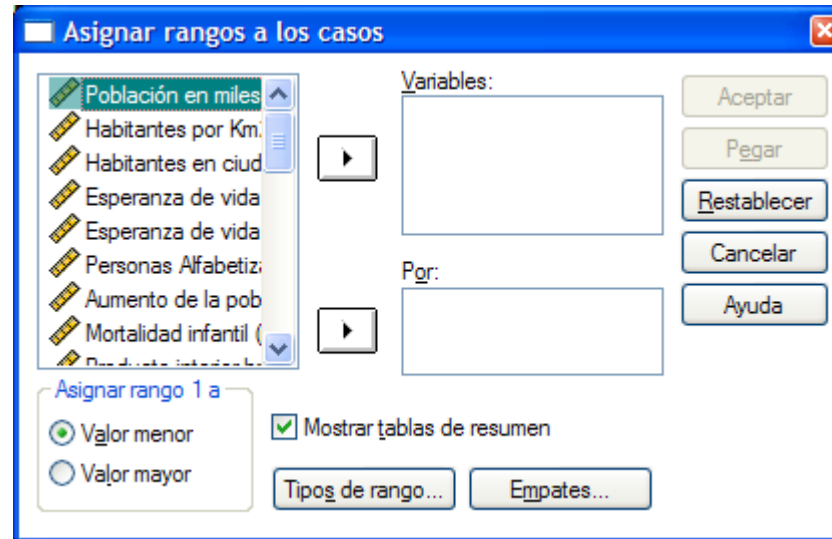 Asignar rangos a los casos
Población en miles
Habitantes por Km
Habitantes en ciud
Esperanza de vida
Esperanza de vida
Personas Alfabetiz
Aumento de la pob
Mortalidad infantil (
Variables:
Por:
Aceptar
Pegar
Restablecer
Cancelar
Ayuda
Asignar rango 1 a
Valor menor
Valor mayor
Mostrar tablas de resumen
Tipos de rango...
Empates...